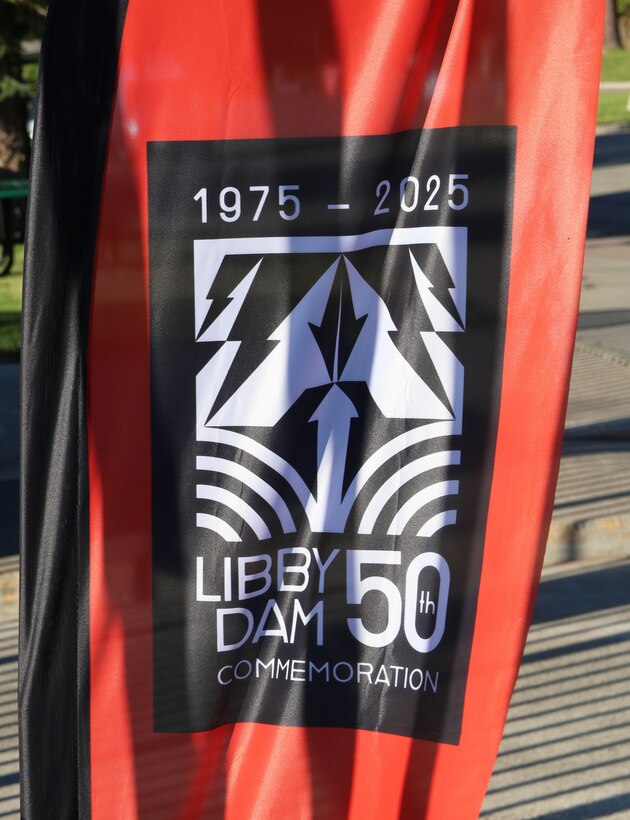 1975 – 2025
LIBBY
DAM
50th
COMMEMORATION